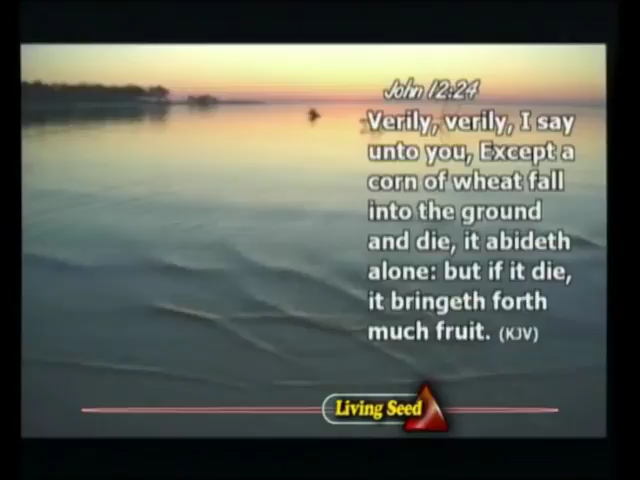 John 12:24
Verily, verily, I say
unto you, Except a
corn of wheat fall
into the ground
and die, it abideth
alone: but if it die,
it bringeth forth
much fruit. (KJV)
Living Seed